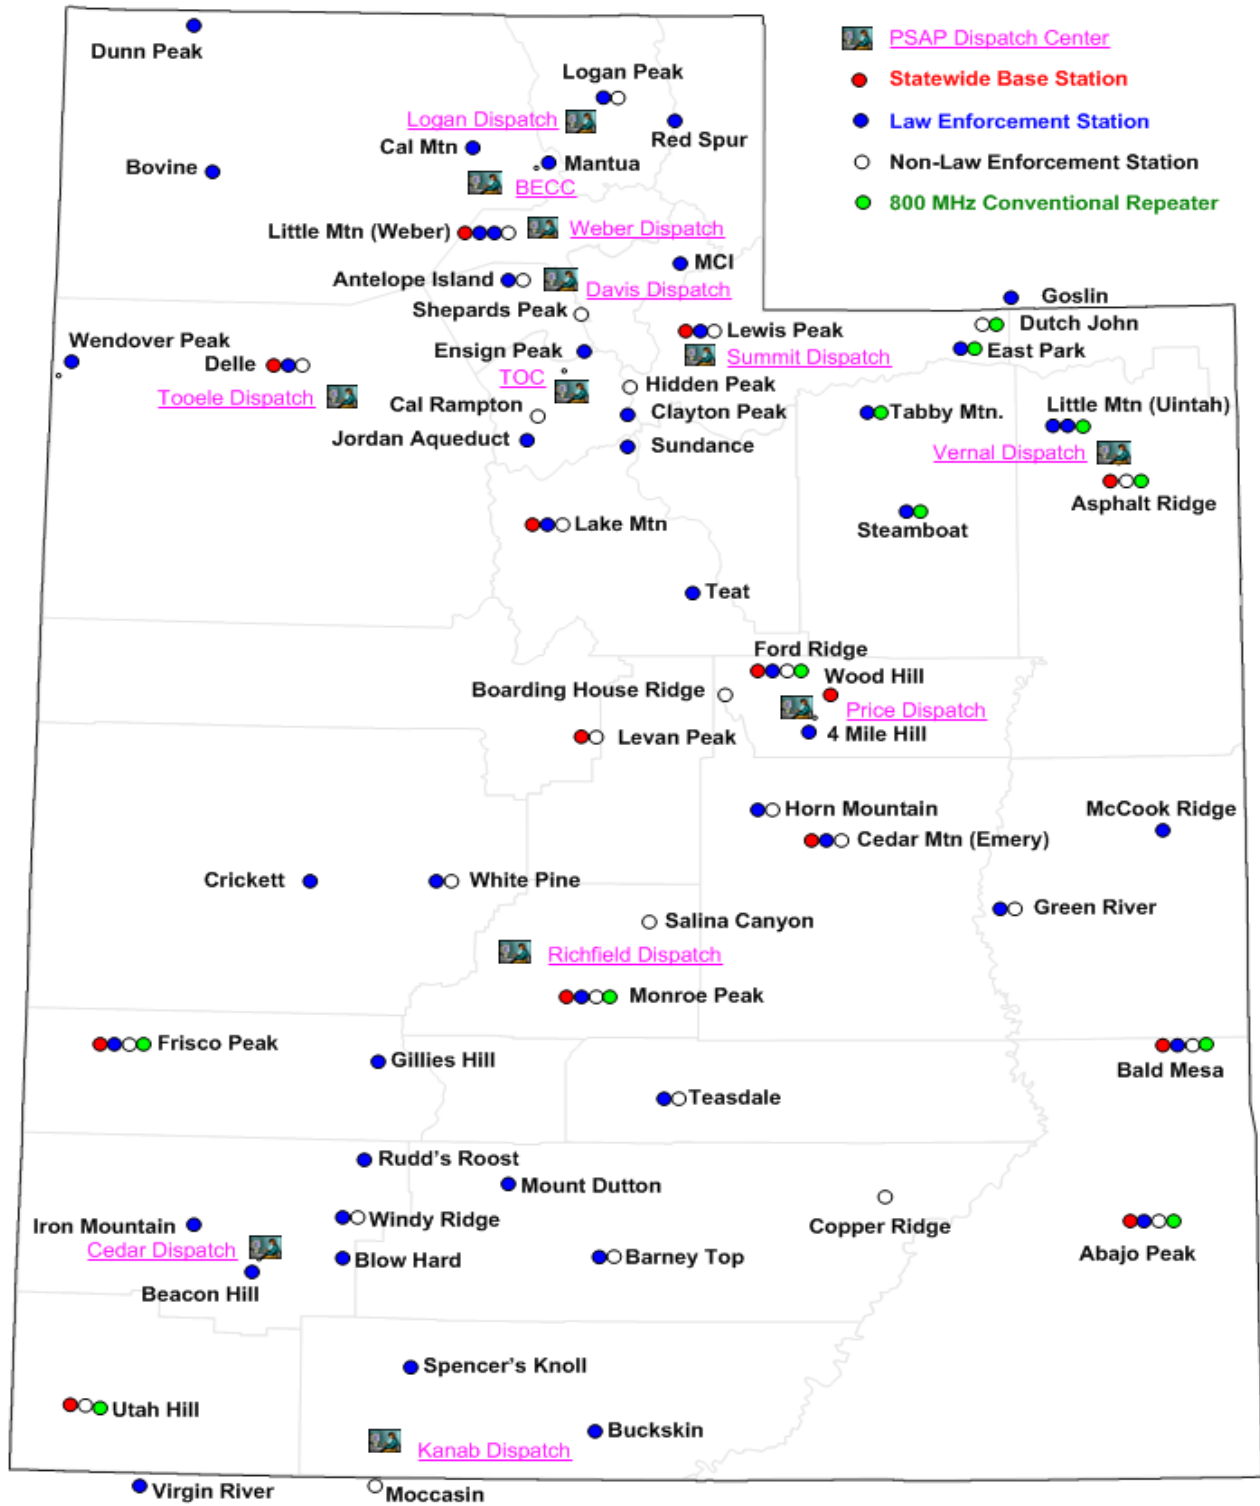 Dunn Peak
PSAP Dispatch Center
Statewide Base Station
Law Enforcement Station
Non-Law Enforcement Station
800 MHz Conventional Repeater
Logan Peak
Logan Dispatch
Red Spur
Cal Mtn
Mantua
Bovine
BECC
Little Mtn (Weber)
Weber Dispatch
MCI
Antelope Island
Davis Dispatch
Goslin
Shepards Peak
Dutch John
Lewis Peak
Wendover Peak
Ensign Peak
East Park
Summit Dispatch
Delle
TOC
Hidden Peak
Tooele Dispatch
Cal Rampton
Clayton Peak
Tabby Mtn.
Little Mtn (Uintah)
Jordan Aqueduct
Sundance
Vernal Dispatch
Asphalt Ridge
Lake Mtn
Steamboat
Teat
Ford Ridge
Wood Hill
Boarding House Ridge
Price Dispatch
Levan Peak
4 Mile Hill
Horn Mountain
McCook Ridge
Cedar Mtn (Emery)
Crickett
White Pine
Green River
Salina Canyon
Richfield Dispatch
Monroe Peak
Frisco Peak
Gillies Hill
Bald Mesa
Teasdale
Rudd's Roost
Mount Dutton
Iron Mountain
Windy Ridge
Copper Ridge
Cedar Dispatch
Blow Hard
Barney Top
Abajo Peak
Beacon Hill
Spencer's Knoll
Utah Hill
Buckskin
Kanab Dispatch
Virgin River
Moccasin